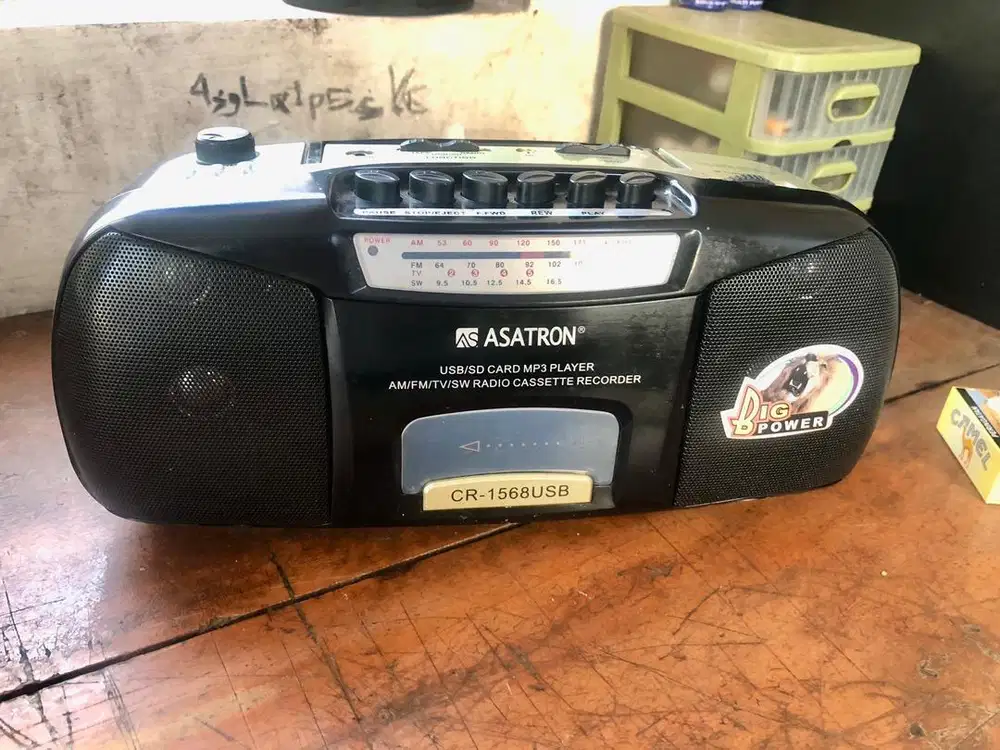 PAUSE STOP/EJECT F.FWD REW PLAY
POWER
AM 53 60 90 120 150
FM 64 70 80 92 102
TV 2 3 4 5
SW 9.5 10.5 12.5 14.5 16.5
ASATRON®
USB/SD CARD MP3 PLAYER
AM/FM/TV/SW RADIO CASSETTE RECORDER
BIG
POWER
CR-1568USB
CAMEL